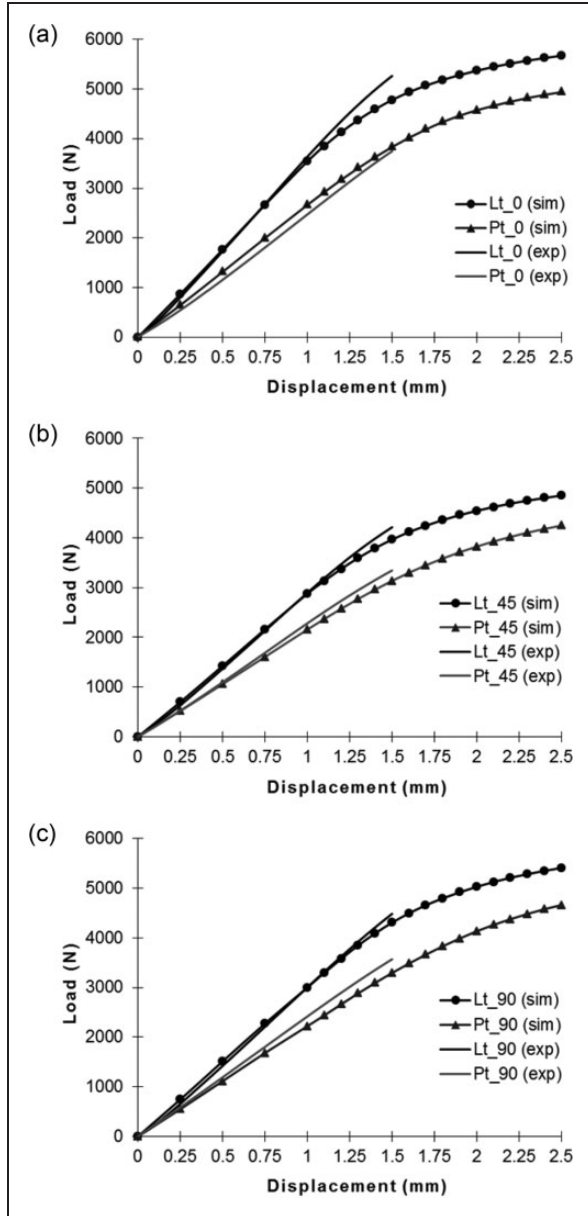 (a)
6000
5000
4000
3000
2000
1000
0
Load (N)
Lt_0 (sim)
Pt_0 (sim)
Lt_0 (exp)
Pt_0 (exp)
0 0.25 0.5 0.75 1 1.25 1.5 1.75 2 2.25 2.5
Displacement (mm)
(b)
6000
5000
4000
3000
2000
1000
0
Load (N)
Lt_45 (sim)
Pt_45 (sim)
Lt_45 (exp)
Pt_45 (exp)
0 0.25 0.5 0.75 1 1.25 1.5 1.75 2 2.25 2.5
Displacement (mm)
(c)
6000
5000
4000
3000
2000
1000
0
Load (N)
Lt_90 (sim)
Pt_90 (sim)
Lt_90 (exp)
Pt_90 (exp)
0 0.25 0.5 0.75 1 1.25 1.5 1.75 2 2.25 2.5
Displacement (mm)